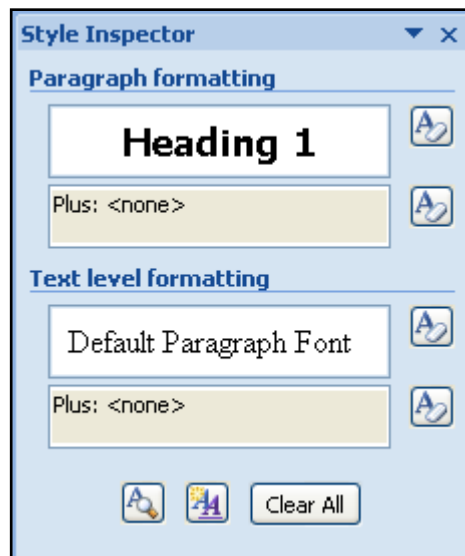 Style Inspector
Paragraph formatting
Heading 1
Plus: <none>
Text level formatting
Default Paragraph Font
Plus: <none>
Clear All